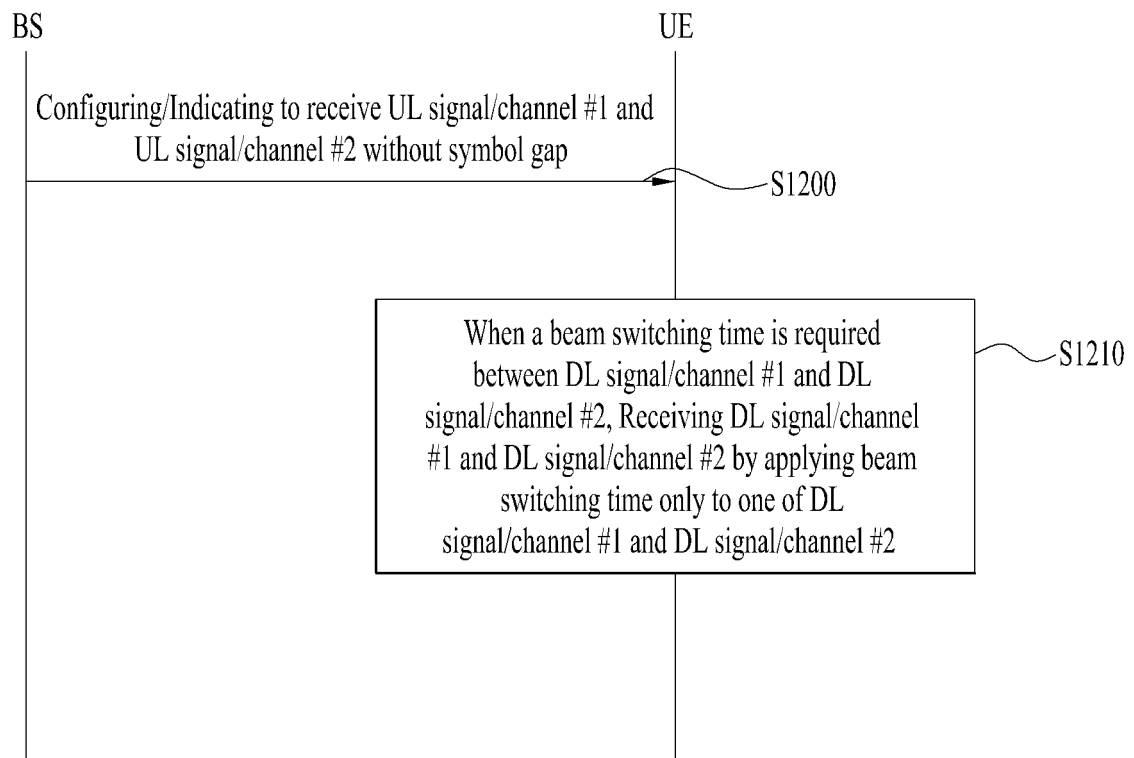 BS
UE
Configuring/Indicating to receive UL signal/channel #1 and
UL signal/channel #2 without symbol gap
S1200
When a beam switching time is required
between DL signal/channel #1 and DL
signal/channel #2, Receiving DL signal/channel
#1 and DL signal/channel #2 by applying beam
switching time only to one of DL
signal/channel #1 and DL signal/channel #2
S1210